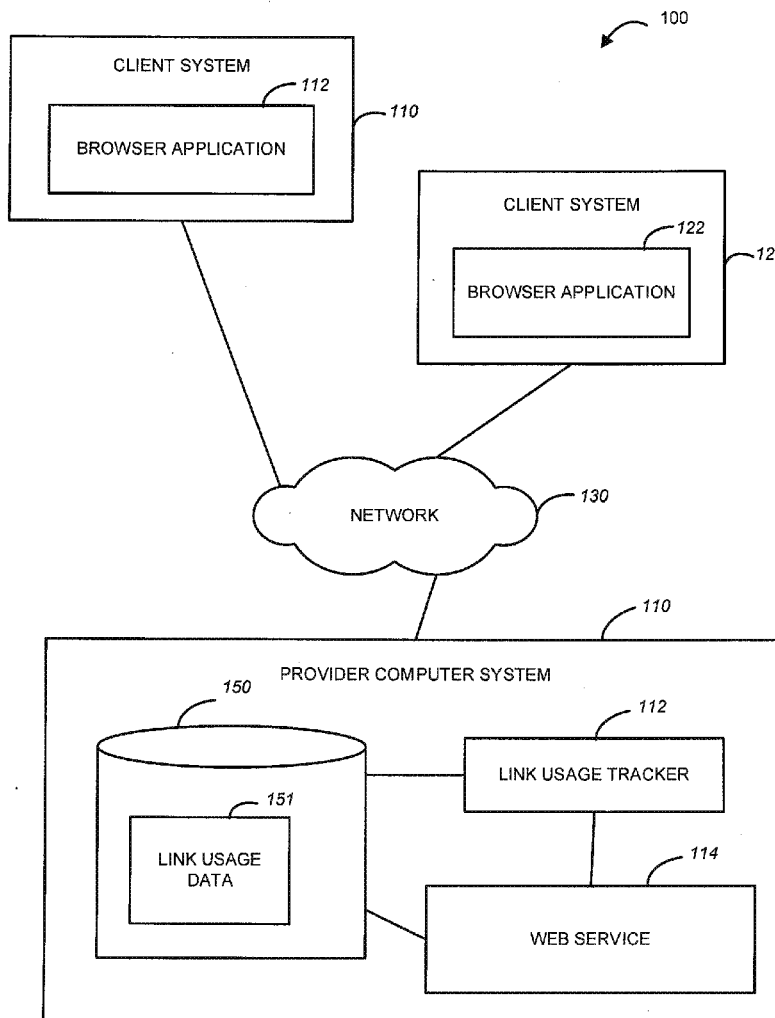 100
CLIENT SYSTEM
112
110
BROWSER APPLICATION
CLIENT SYSTEM
122
12
BROWSER APPLICATION
NETWORK
130
110
PROVIDER COMPUTER SYSTEM
150
112
LINK USAGE TRACKER
151
LINK USAGE
DATA
114
WEB SERVICE